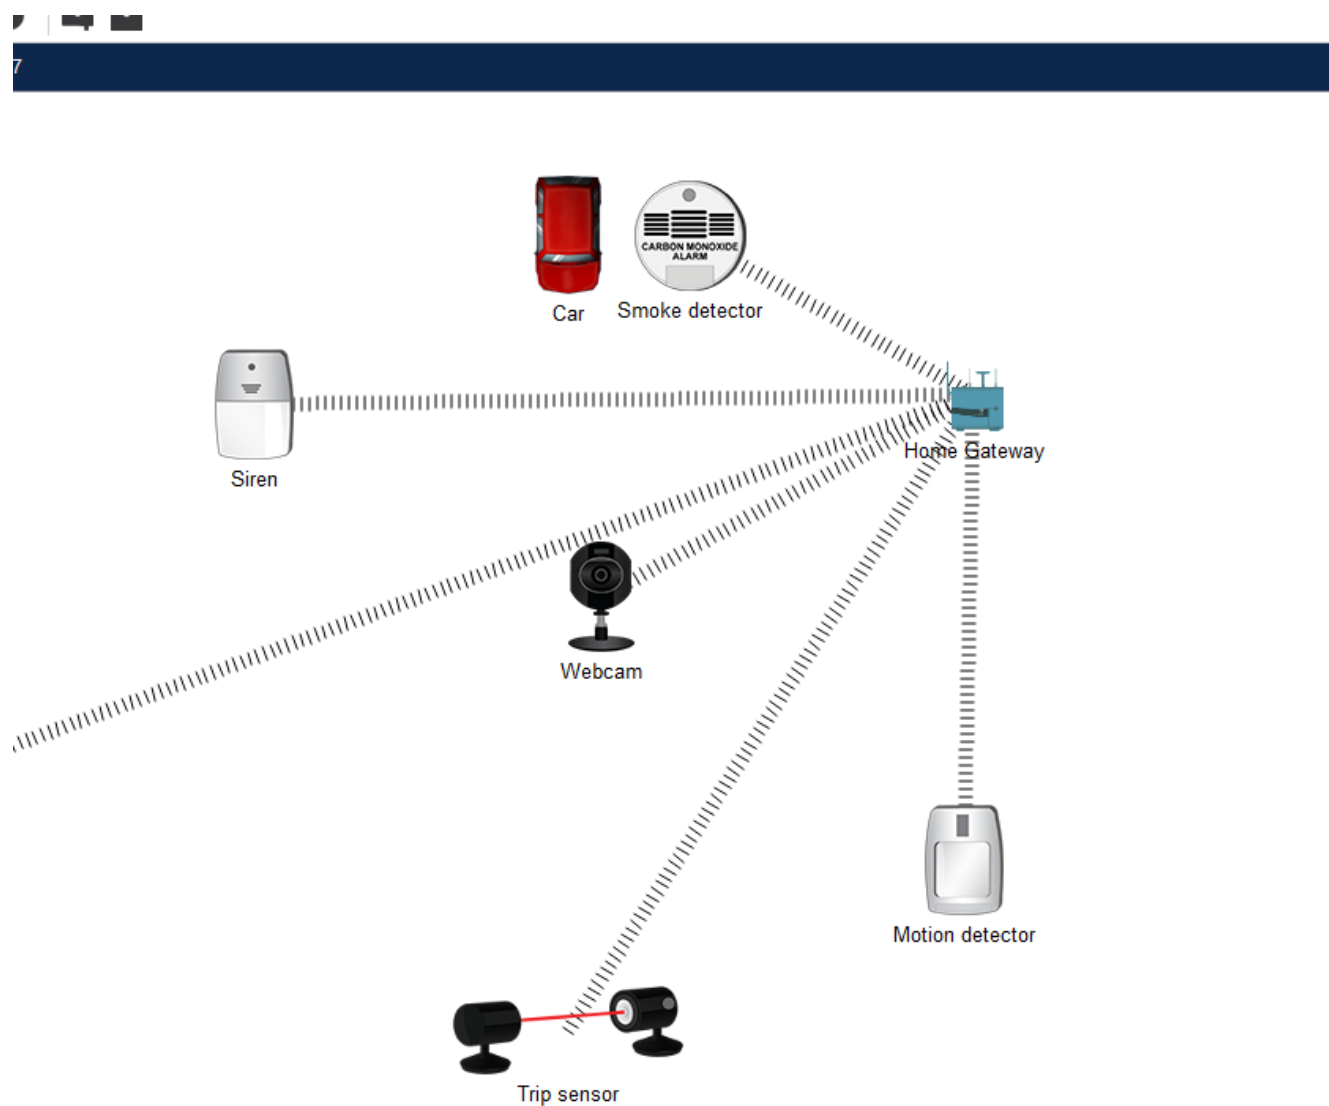 7
CARBON MONOXIDE
ALARM
Car
Smoke detector
Home Gateway
Siren
Webcam
Motion detector
Trip sensor